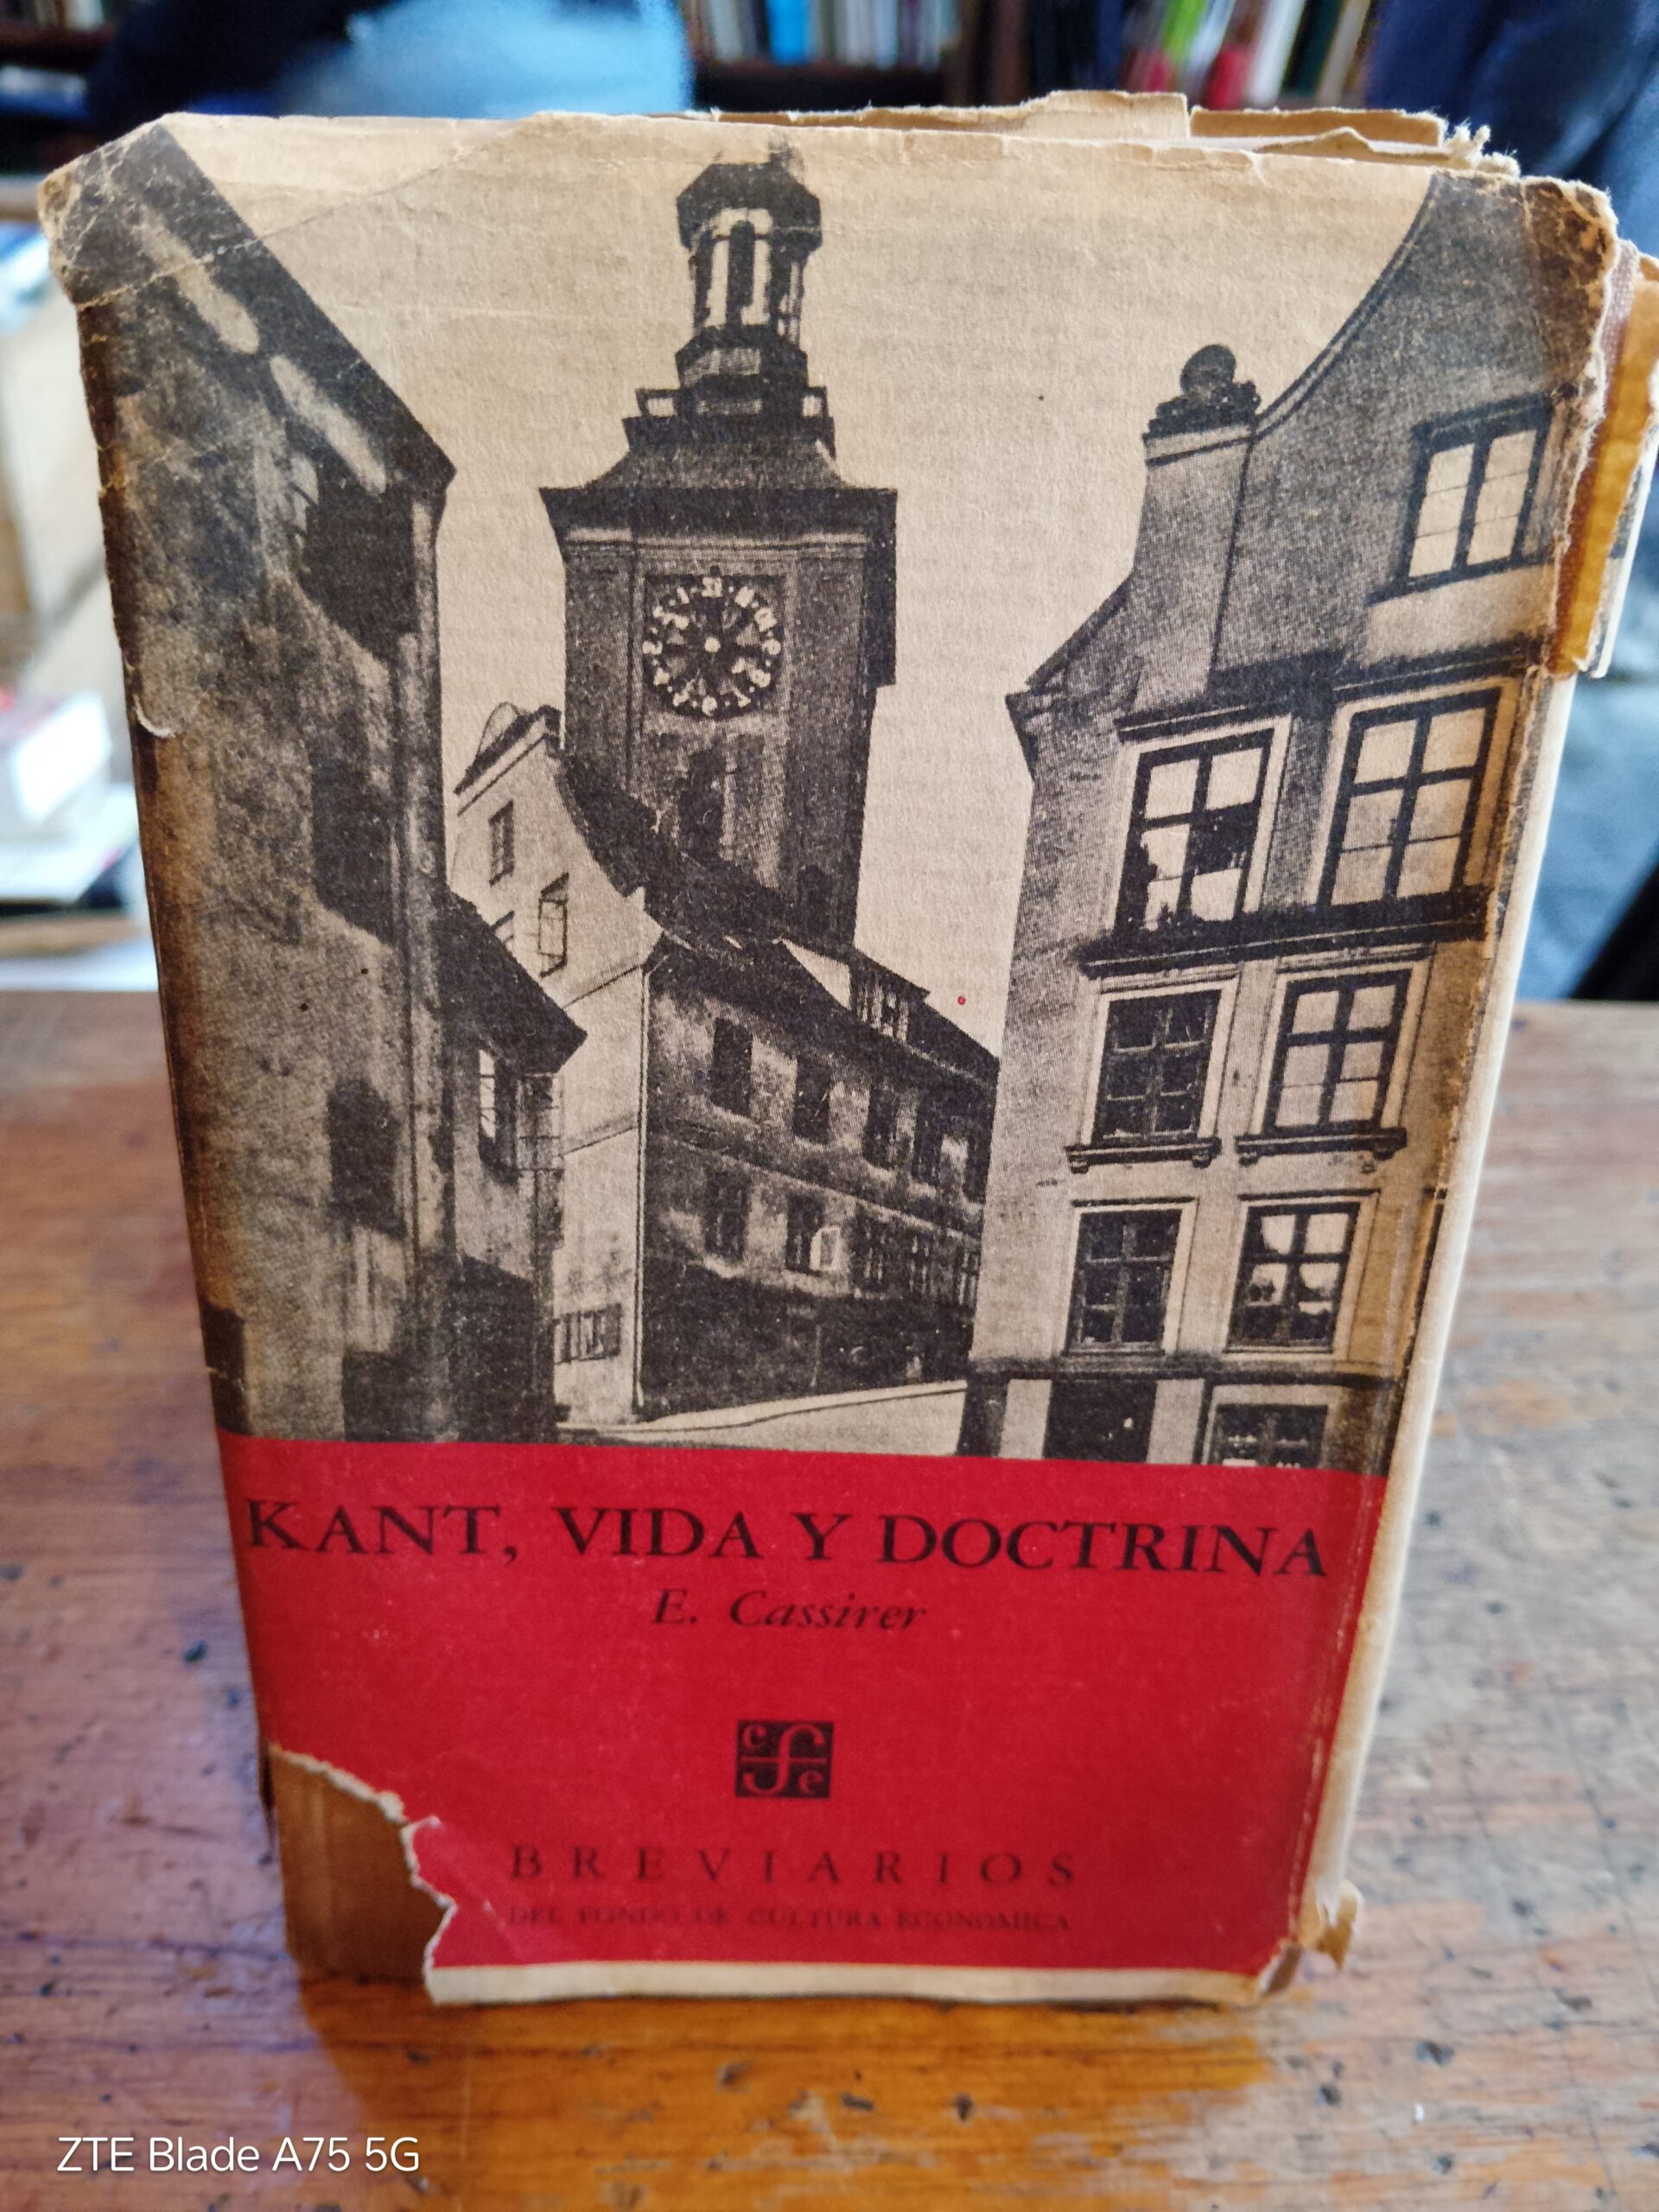 KANT, VIDA Y DOCTRINA
E. Cassirer
c f e
BREVIARIOS
DEL FONDO DE CULTURA ECONOMICA
ZTE Blade A75 5G